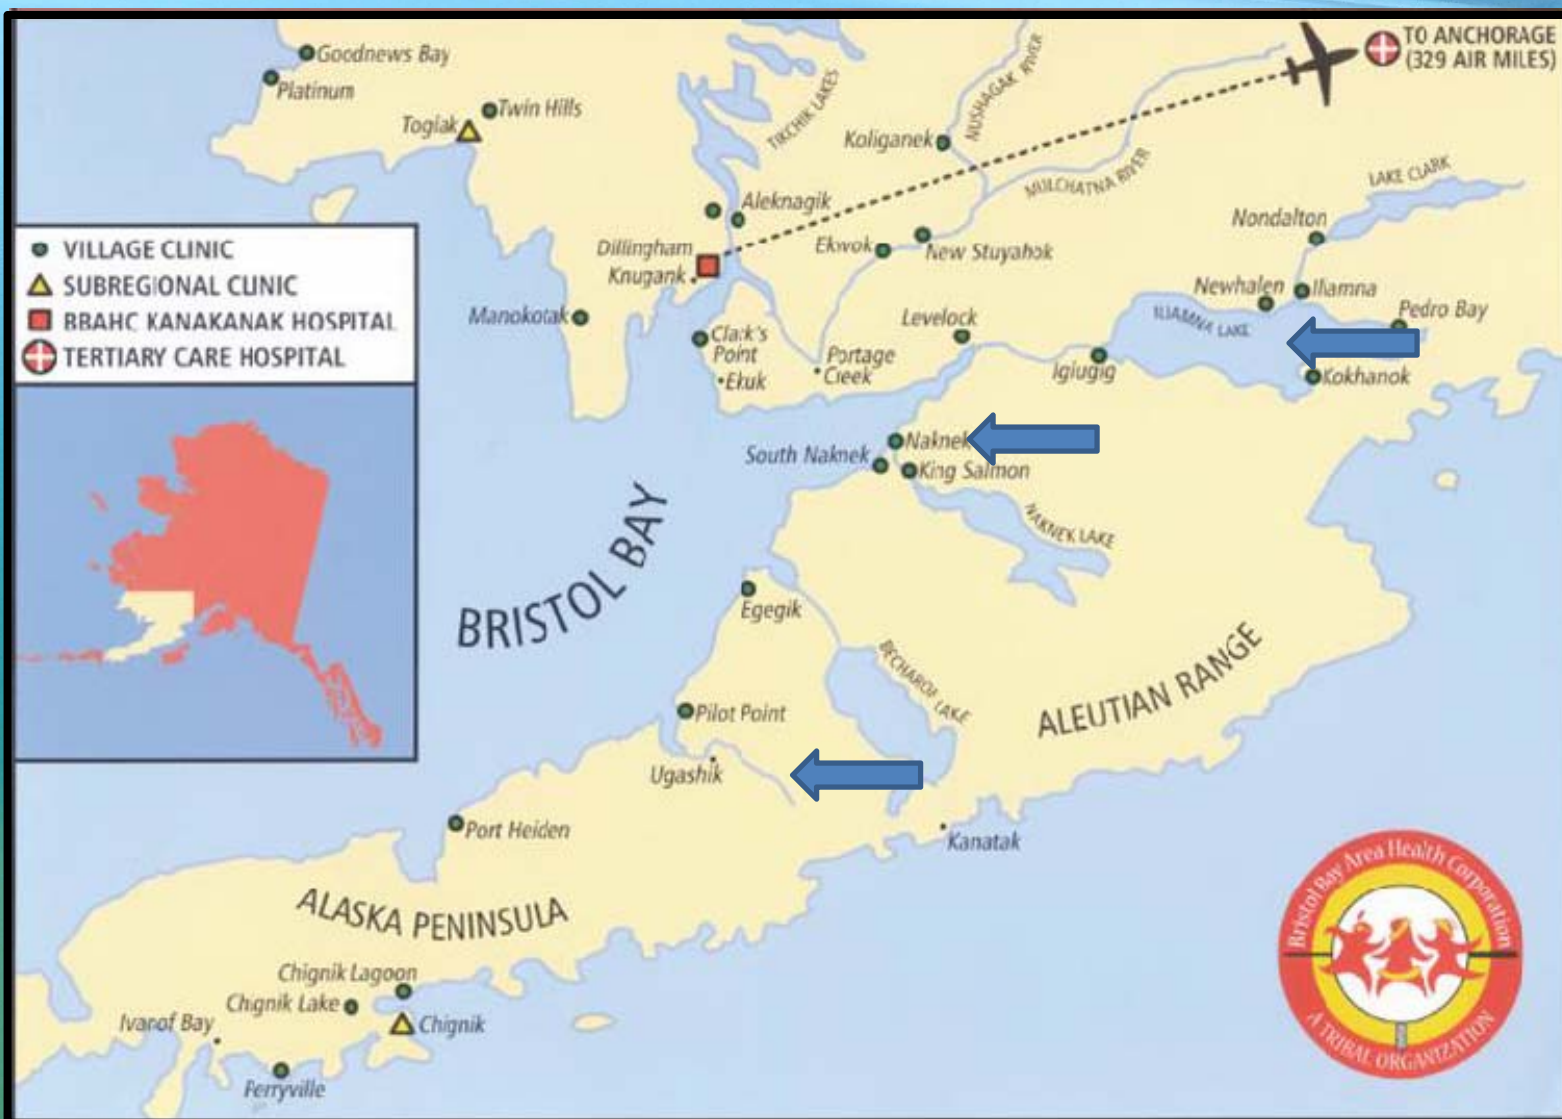 TO ANCHORAGE
(329 AIR MILES)
Goodnews Bay
Platinum
Togiak
Twin Hills
TIKCHIK LAKES
NUSHAGAK RIVER
Koliganek
MULCHATNA RIVER
LAKE CLARK
Aleknagik
Nondalton
Dillingham
Knugank
Ekwok
New Stuyahok
VILLAGE CLINIC
SUBREGIONAL CLINIC
BBAHC KANAKANAK HOSPITAL
TERTIARY CARE HOSPITAL
Newhalen
Iliamna
Pedro Bay
ILIAMNA LAKE
Manokotak
Levelock
Clark's
Point
Ekuk
Portage
Creek
Igiugig
Kokhanok
Naknek
South Naknek
King Salmon
NAKNEK LAKE
BRISTOL BAY
Egegik
BECHAROF LAKE
ALEUTIAN RANGE
Pilot Point
Ugashik
Port Heiden
Kanatak
ALASKA PENINSULA
Chignik Lagoon
Chignik Lake
Ivanof Bay
Chignik
Perryville
Bristol Bay Area Health Corporation
A TRIBAL ORGANIZATION